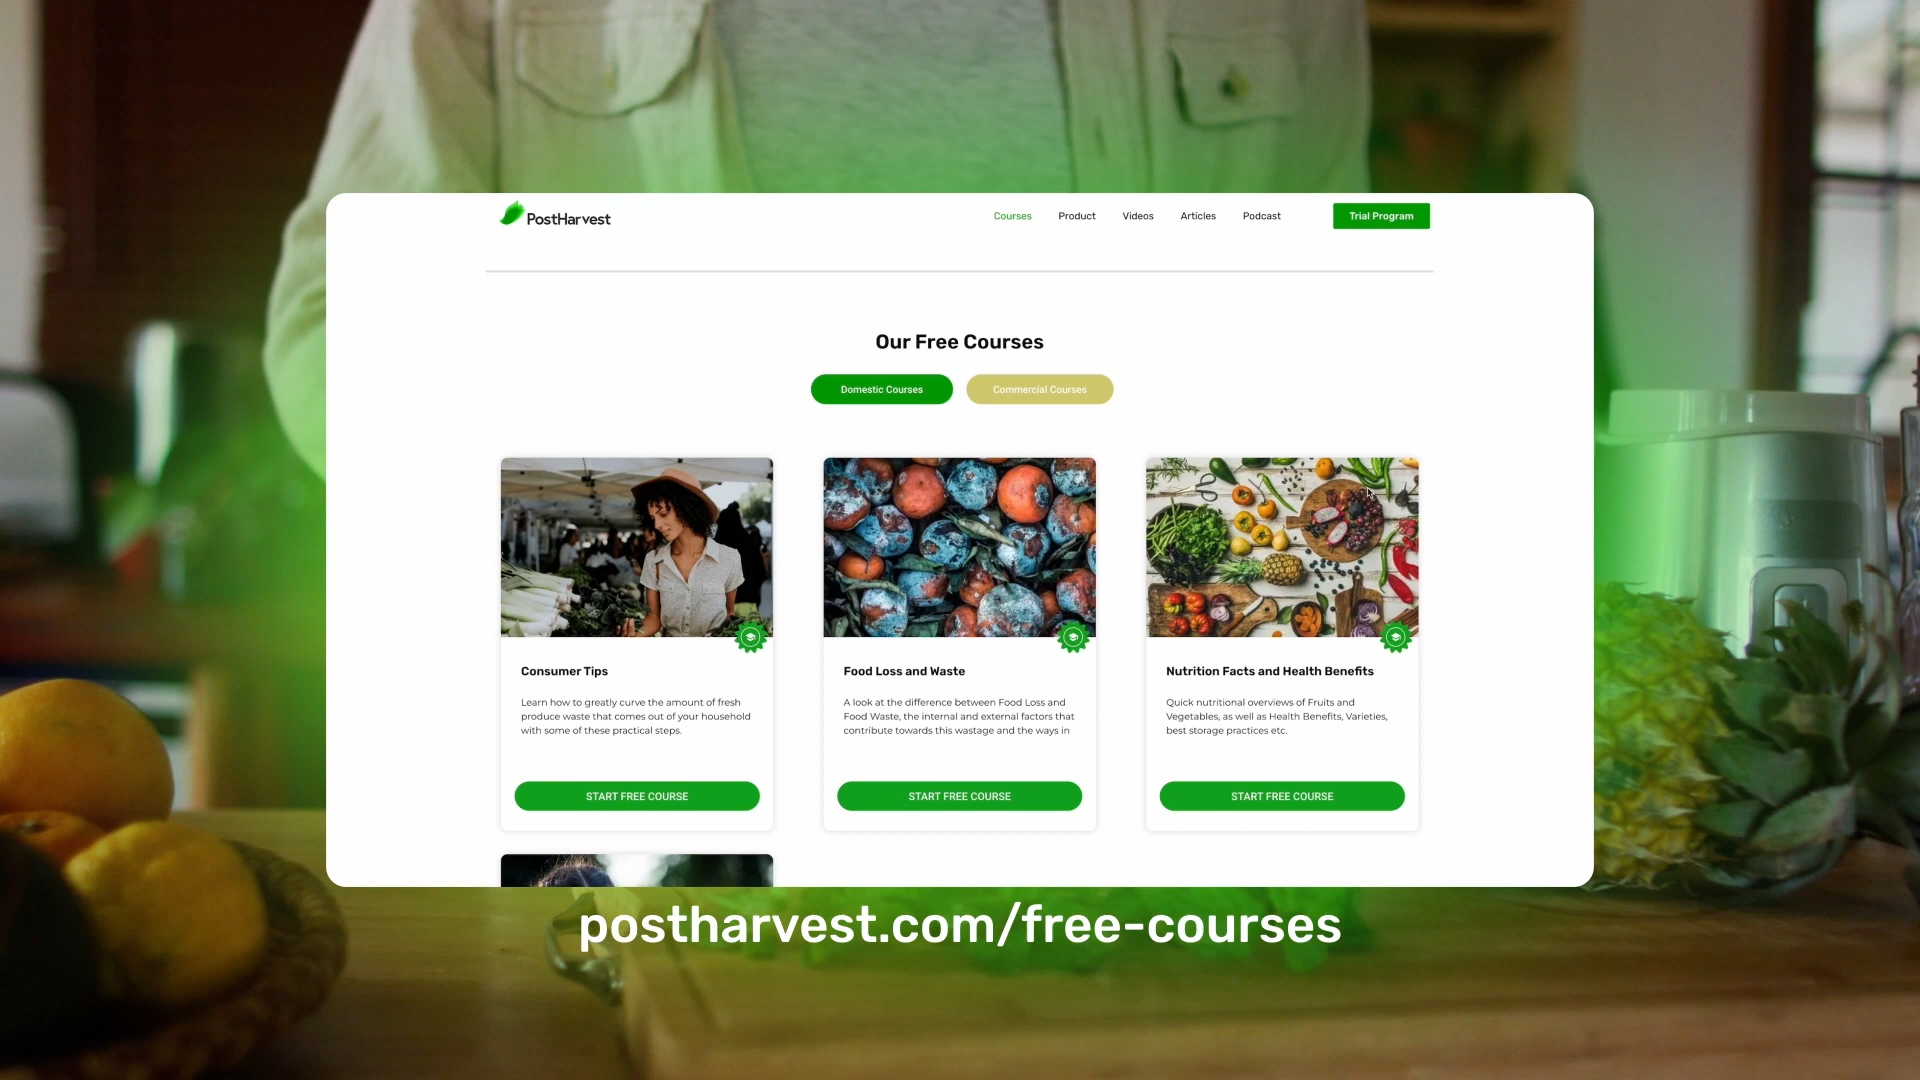 PostHarvest
Courses Product Videos Articles Podcast Trial Program
Our Free Courses
Domestic Courses Commercial Courses
Consumer Tips
Learn how to greatly curve the amount of fresh
produce waste that comes out of your household
with some of these practical steps.
START FREE COURSE
Food Loss and Waste
A look at the difference between Food Loss and
Food Waste, the internal and external factors that
contribute towards this wastage and the ways in
START FREE COURSE
Nutrition Facts and Health Benefits
Quick nutritional overviews of Fruits and
Vegetables, as well as Health Benefits, Varieties,
best storage practices etc.
START FREE COURSE
postharvest.com/free-courses